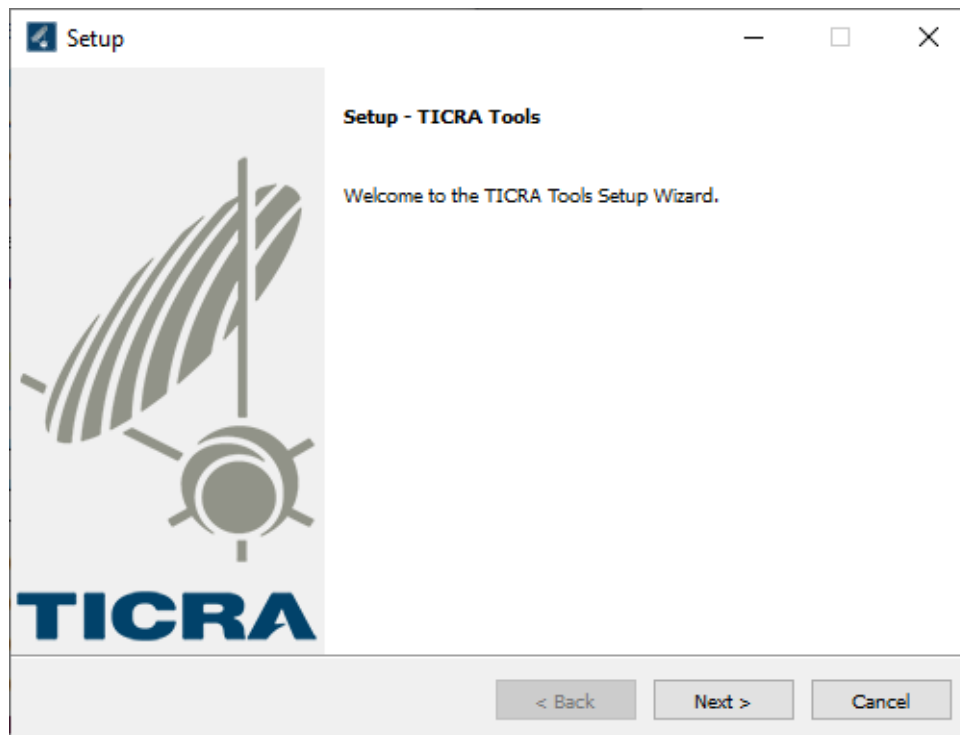 Setup
Setup - TICRA Tools
Welcome to the TICRA Tools Setup Wizard.
TICRA
< Back
Next >
Cancel